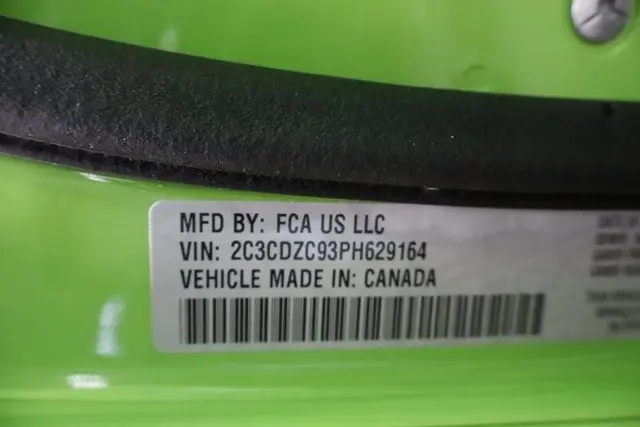 MFD BY: FCA US LLC
VIN: 2C3CDZC93PH629164
VEHICLE MADE IN: CANADA